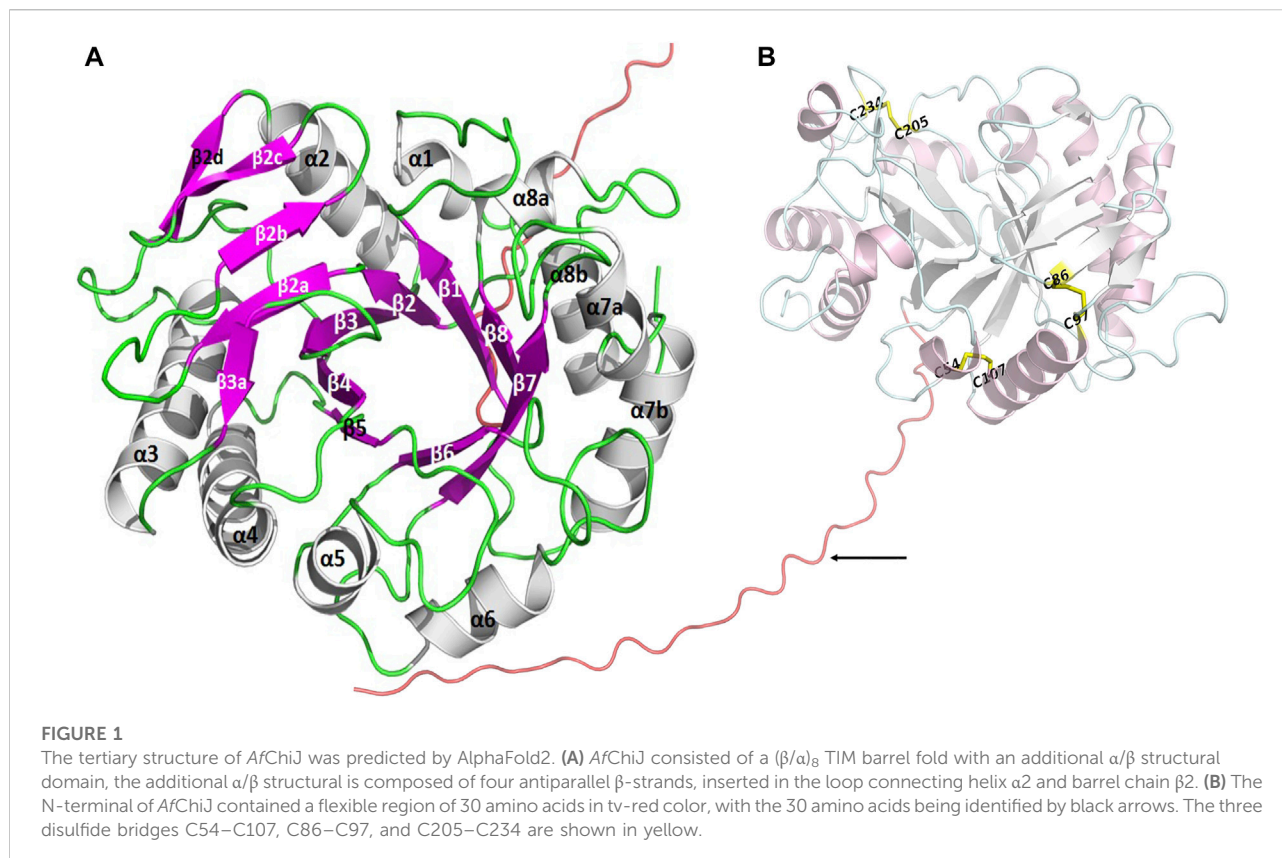 A
B
β2d
β2c
α2
α1
α8a
β2b
α8b
β2a
β1
β2
α7a
β3
β8
β7
β3a
β4
α7b
β5
β6
α3
α4
α5
α6
C234
C205
C86
C97
C54
C107
FIGURE 1
The tertiary structure of AfChiJ was predicted by AlphaFold2. (A) AfChiJ consisted of a (β/α)₈ TIM barrel fold with an additional α/β structural
domain, the additional α/β structural is composed of four antiparallel β-strands, inserted in the loop connecting helix α2 and barrel chain β2. (B) The
N-terminal of AfChiJ contained a flexible region of 30 amino acids in tv-red color, with the 30 amino acids being identified by black arrows. The three
disulfide bridges C54–C107, C86–C97, and C205–C234 are shown in yellow.